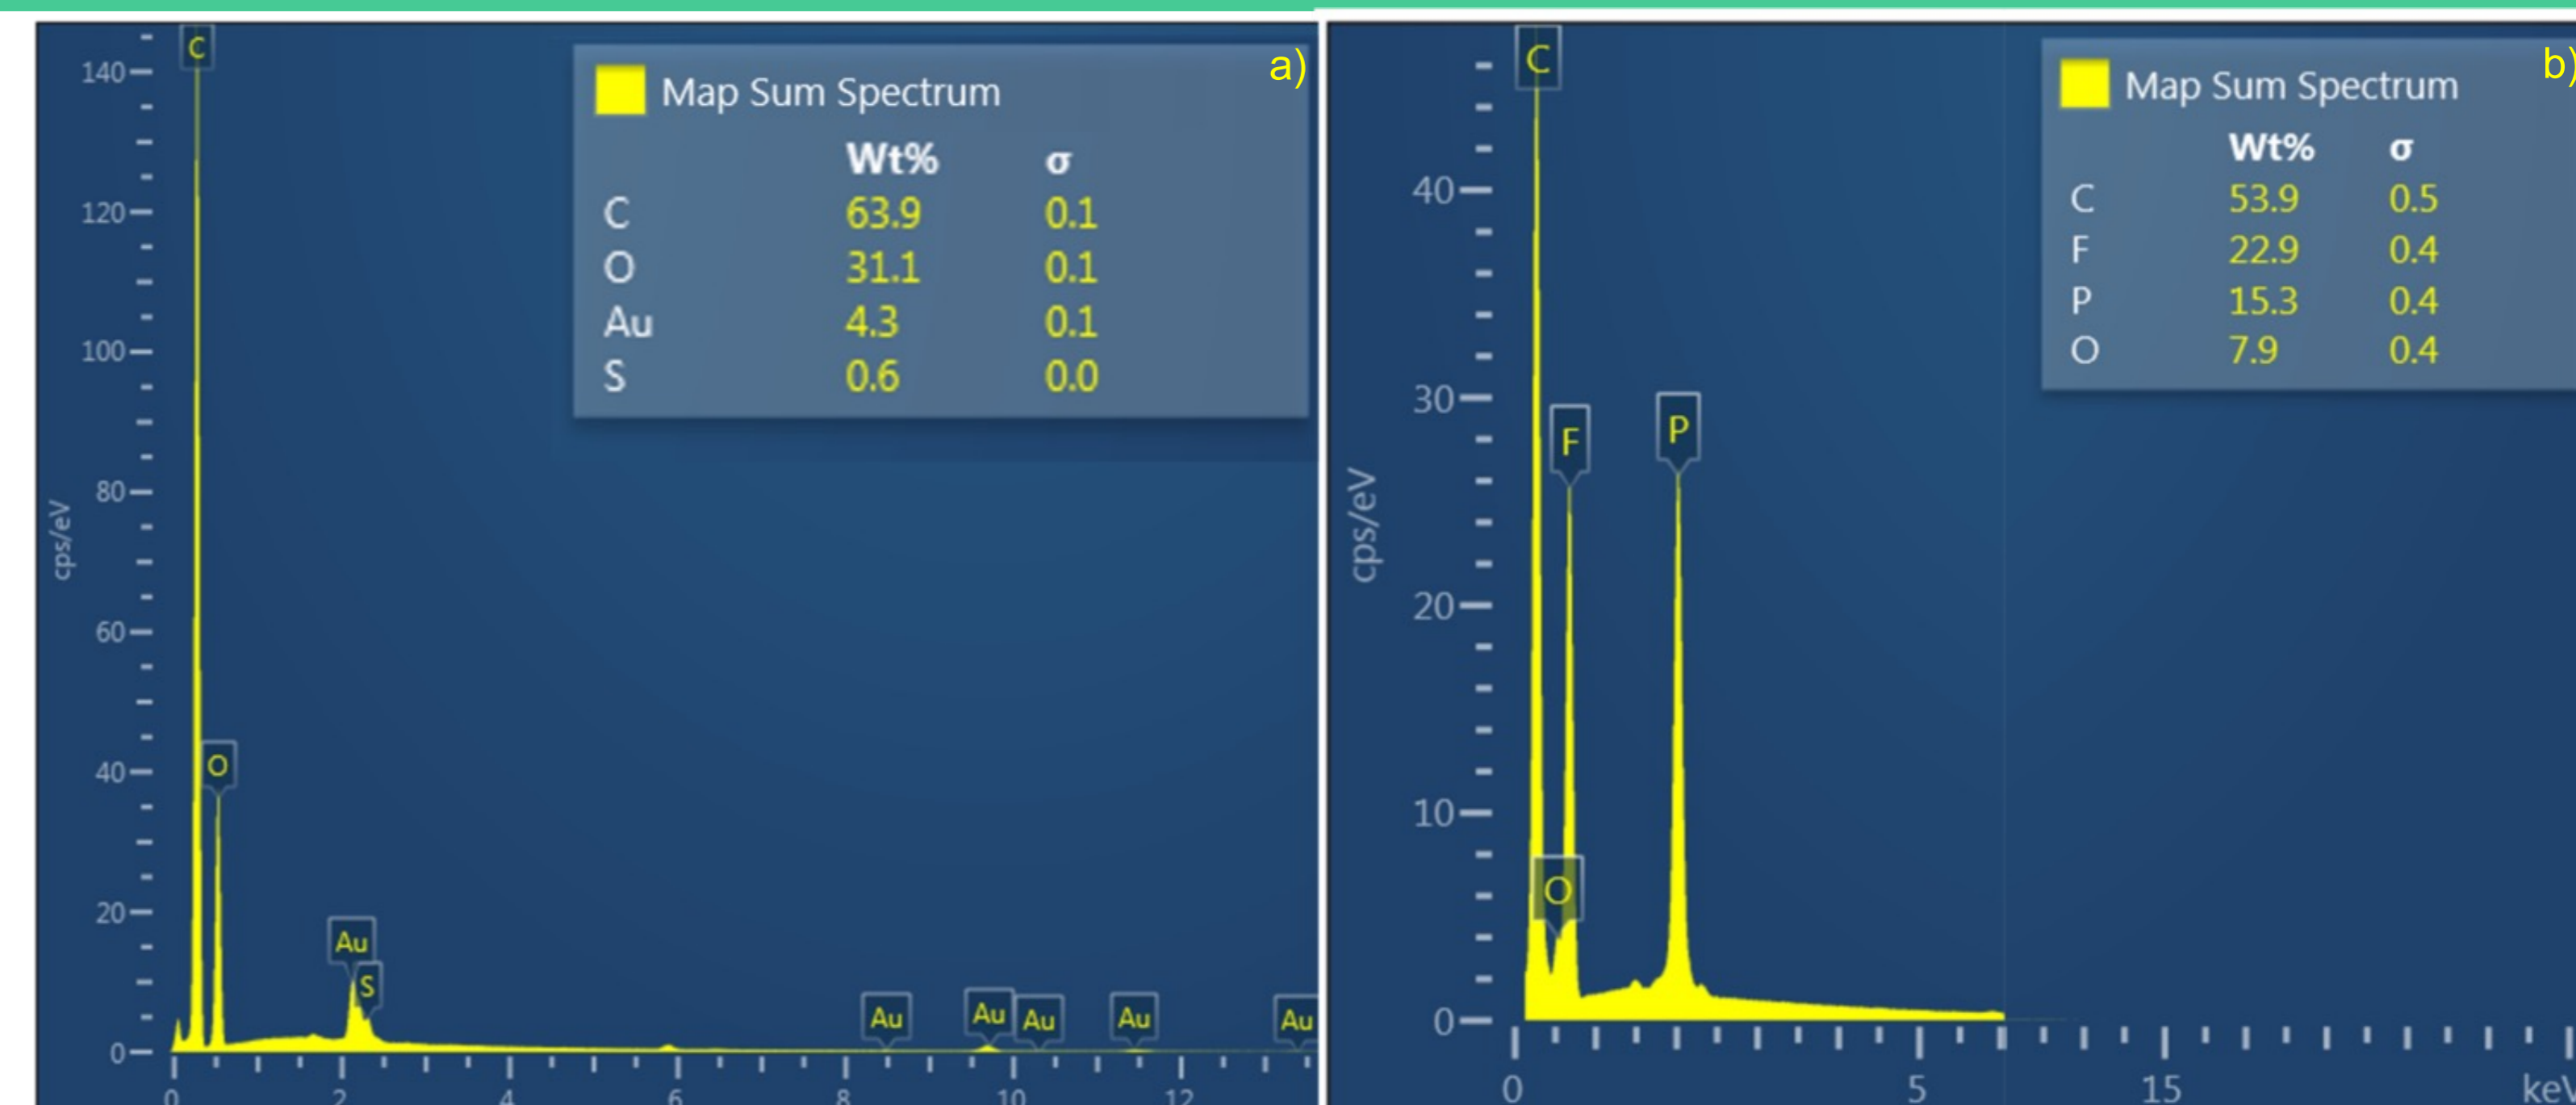 a)
Map Sum Spectrum
Wt% σ
C 63.9 0.1
O 31.1 0.1
Au 4.3 0.1
S 0.6 0.0
C
O
Au
S
Au
Au
Au
Au
Au
cps/eV
140
120
100
80
60
40
20
0
0 2 4 6 8 10 12
b)
Map Sum Spectrum
Wt% σ
C 53.9 0.5
F 22.9 0.4
P 15.3 0.4
O 7.9 0.4
C
F
P
O
cps/eV
40
30
20
10
0
0 5 15 keV